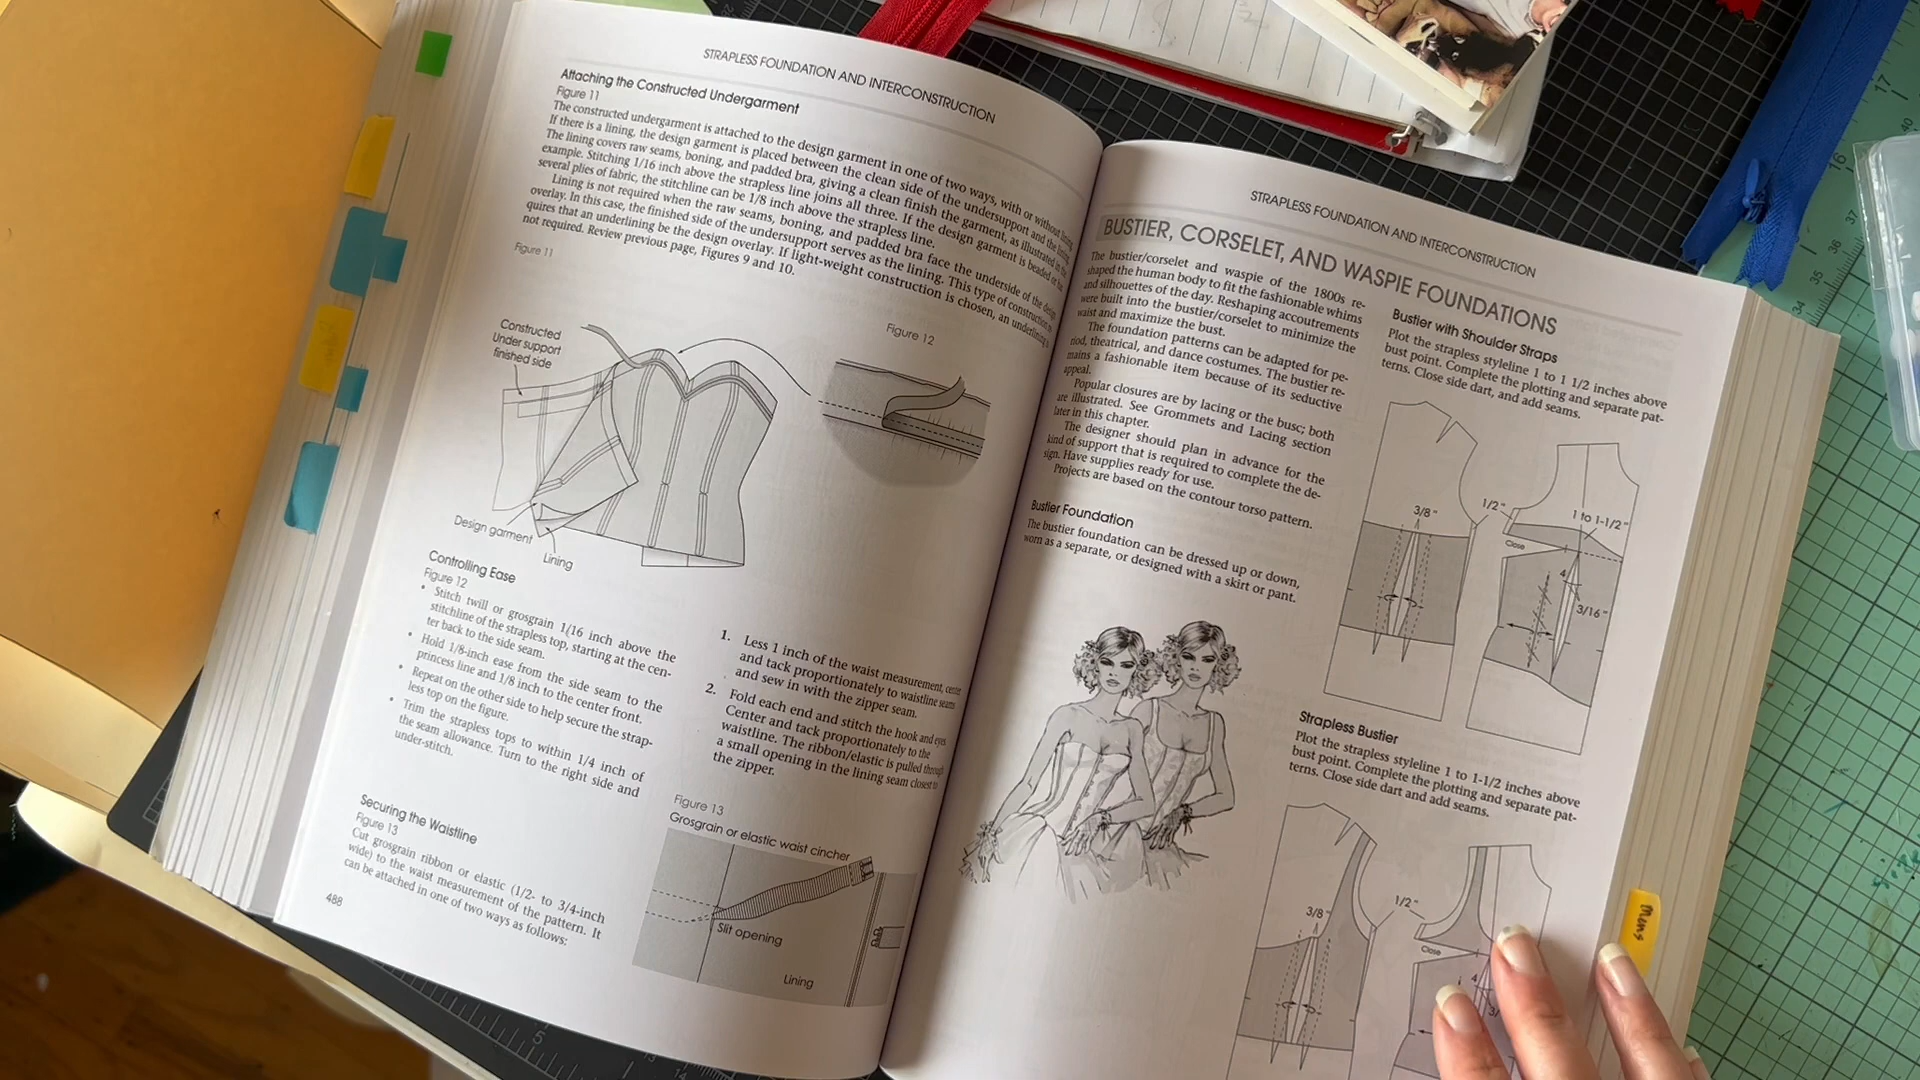 STRAPLESS FOUNDATION AND INTERCONSTRUCTION
Attaching the Constructed Undergarment
Figure 11
The constructed undergarment is attached to the design garment in one of two ways, with or without lining.
If there is a lining, the design garment is placed between the clean side of the undersupport and the lining.
The lining covers raw seams, boning, and padded bra, giving a clean finish the garment, as illustrated in the
example. Stitching 1/16 inch above the strapless line joins all three. If the design garment is beaded or has
several plies of fabric, the stitchline can be 1/8 inch above the strapless line.
Lining is not required when the raw seams, boning, and padded bra face the underside of the design
overlay. In this case, the finished side of the undersupport serves as the lining. This type of construction re-
quires that an underlining be the design overlay. If light-weight construction is chosen, an underlining is
not required. Review previous page, Figures 9 and 10.
Figure 11
Constructed
Under support
finished side
Design garment
Lining
Figure 12
Controlling Ease
Figure 12
• Stitch twill or grosgrain 1/16 inch above the
stitchline of the strapless top, starting at the cen-
ter back to the side seam.
• Hold 1/8-inch ease from the side seam to the
princess line and 1/8 inch to the center front.
• Repeat on the other side to help secure the strap-
less top on the figure.
• Trim the strapless tops to within 1/4 inch of
the seam allowance. Turn to the right side and
under-stitch.
Securing the Waistline
Figure 13
Cut grosgrain ribbon or elastic (1/2- to 3/4-inch
wide) to the waist measurement of the pattern. It
can be attached in one of two ways as follows:
488
1. Less 1 inch of the waist measurement, center
and tack proportionately to waistline seams
and sew in with the zipper seam.
2. Fold each end and stitch the hook and eyes
Center and tack proportionately to the
waistline. The ribbon/elastic is pulled through
a small opening in the lining seam closest to
the zipper.
Figure 13
Grosgrain or elastic waist cincher
Slit opening
Lining
STRAPLESS FOUNDATION AND INTERCONSTRUCTION
BUSTIER, CORSELET, AND WASPIE FOUNDATIONS
The bustier/corselet and waspie of the 1800s re-
shaped the human body to fit the fashionable whims
and silhouettes of the day. Reshaping accoutrements
were built into the bustier/corselet to minimize the
waist and maximize the bust.
The foundation patterns can be adapted for pe-
riod, theatrical, and dance costumes. The bustier re-
mains a fashionable item because of its seductive
appeal.
Popular closures are by lacing or the busc; both
are illustrated. See Grommets and Lacing section
later in this chapter.
The designer should plan in advance for the
kind of support that is required to complete the de-
sign. Have supplies ready for use.
Projects are based on the contour torso pattern.
Bustier Foundation
The bustier foundation can be dressed up or down,
worn as a separate, or designed with a skirt or pant.
Bustier with Shoulder Straps
Plot the strapless styleline 1 to 1 1/2 inches above
bust point. Complete the plotting and separate pat-
terns. Close side dart, and add seams.
3/8"
1/2"
1 to 1-1/2"
Close
4
3/16"
Strapless Bustier
Plot the strapless styleline 1 to 1-1/2 inches above
bust point. Complete the plotting and separate pat-
terns. Close side dart and add seams.
3/8"
1/2"
Close
4
3/
Mens
5
13
14
17
16
37
36
35
34